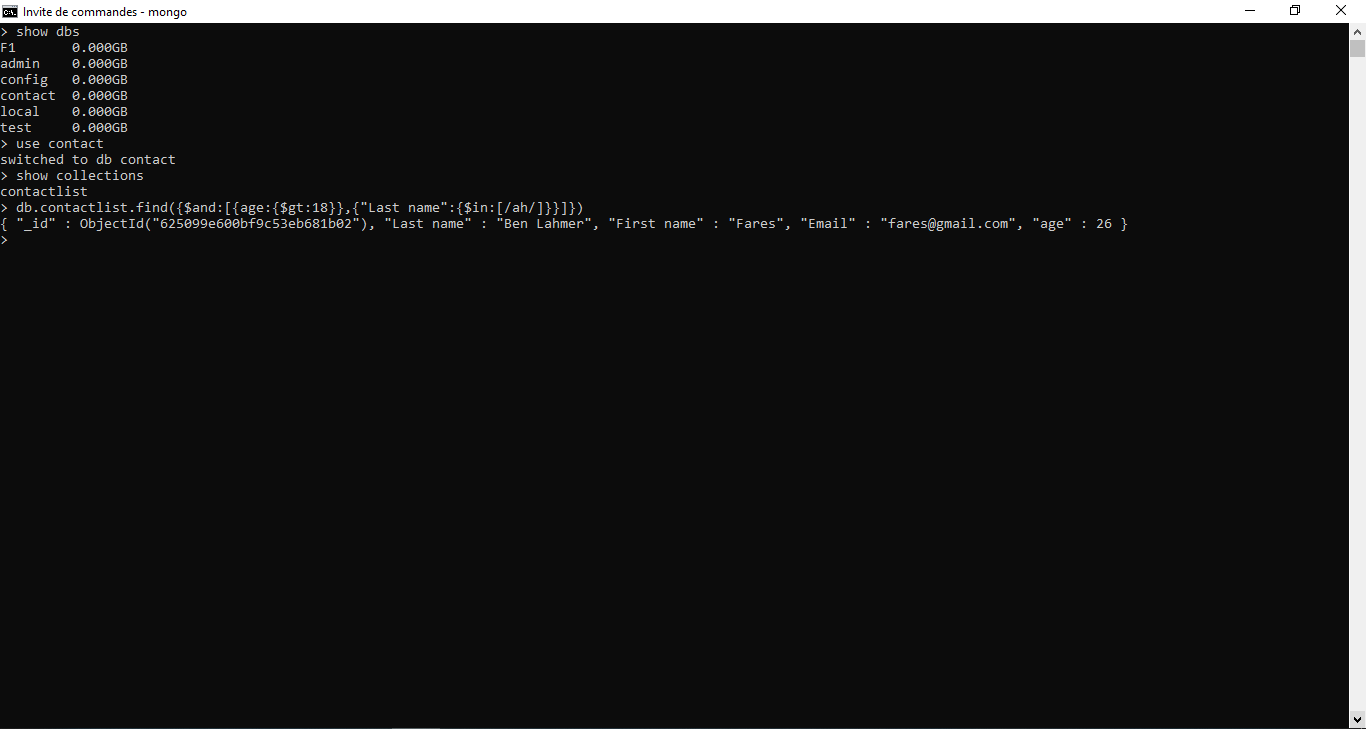 Invite de commandes - mongo
> show dbs
F1       0.000GB
admin    0.000GB
config   0.000GB
contact  0.000GB
local    0.000GB
test     0.000GB
> use contact
switched to db contact
> show collections
contactlist
> db.contactlist.find({$and:[{age:{$gt:18}},{"Last name":{$in:[/ah/]}}]})
{ "_id" : ObjectId("625099e600bf9c53eb681b02"), "Last name" : "Ben Lahmer", "First name" : "Fares", "Email" : "fares@gmail.com", "age" : 26 }
>